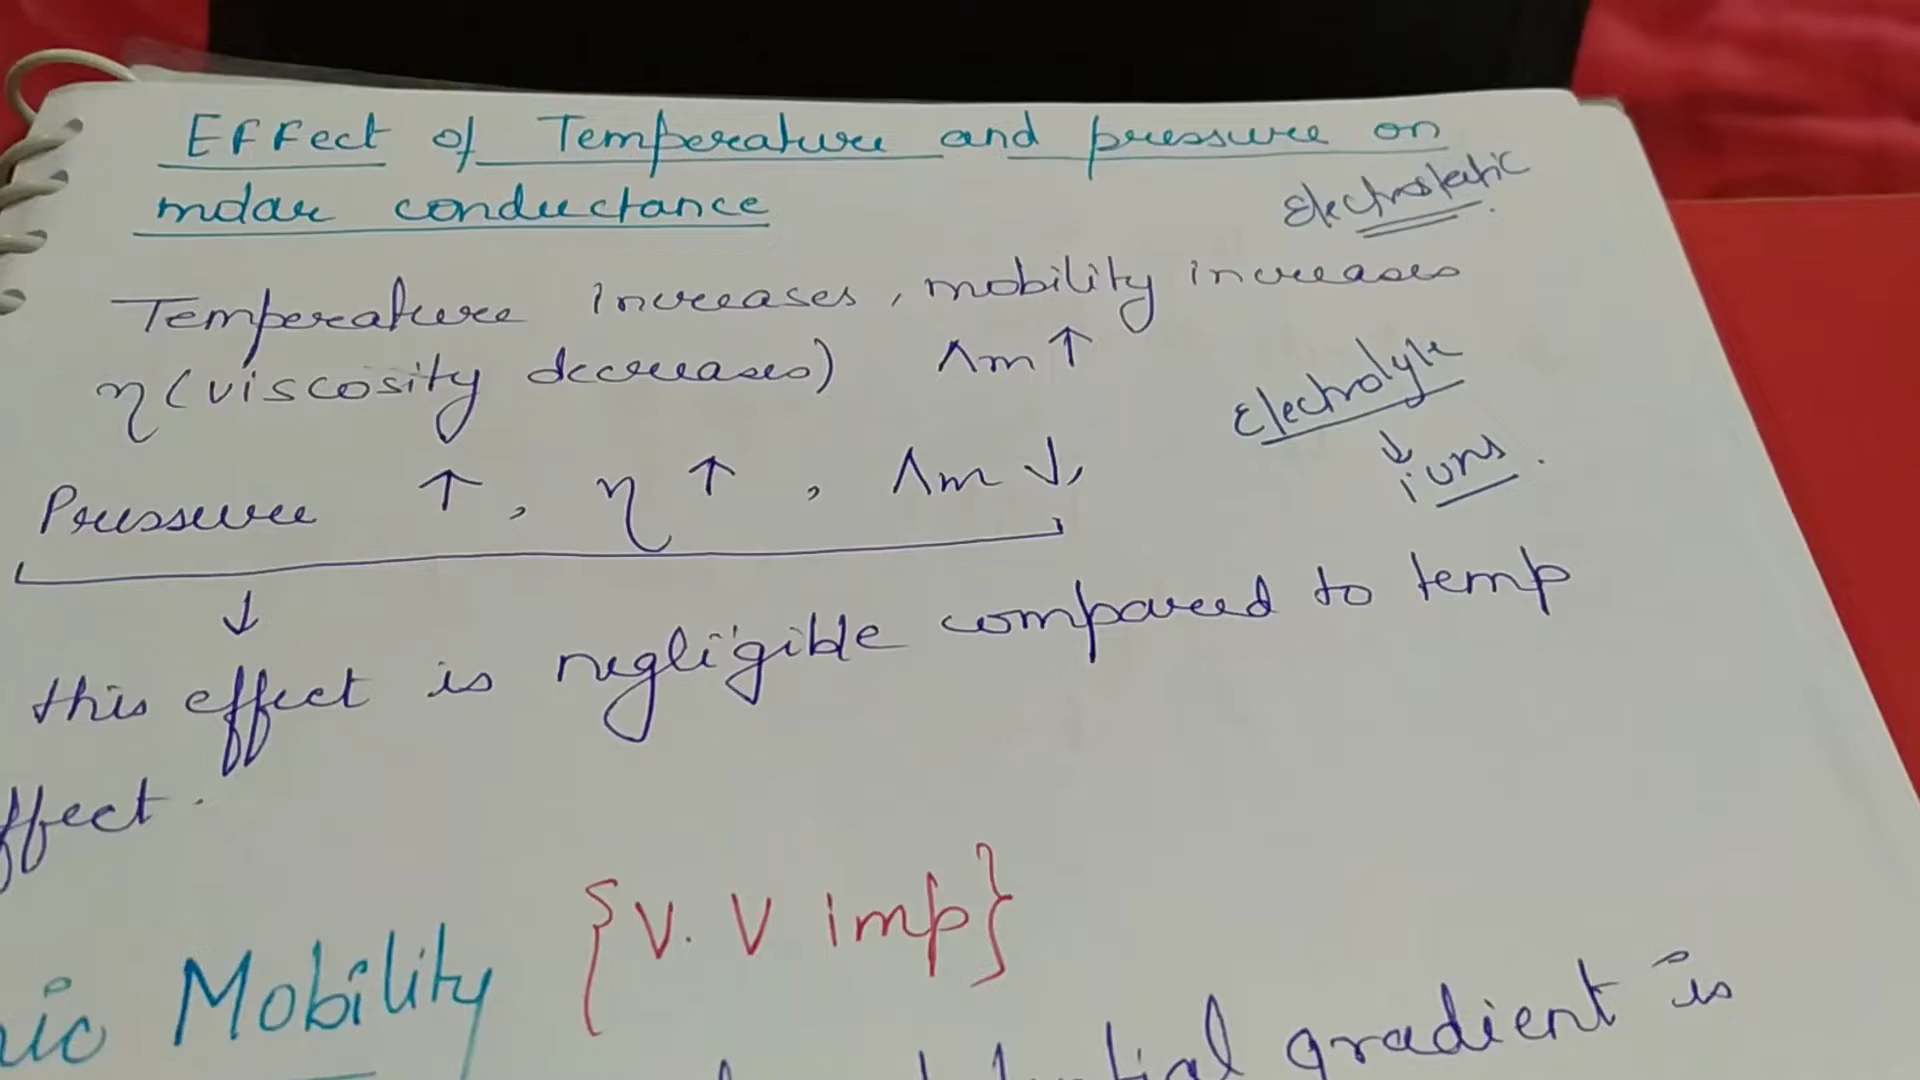 Effect of Temperature and pressure on
molar conductance
Electrostatic
Temperature increases, mobility increases
η (viscosity decreases) Λm ↑
Electrolyte
↓
ions.
Pressure ↑, η ↑, Λm ↓,
↓
this effect is negligible compared to temp
ffect.
nic Mobility {V. V imp}
gradient is